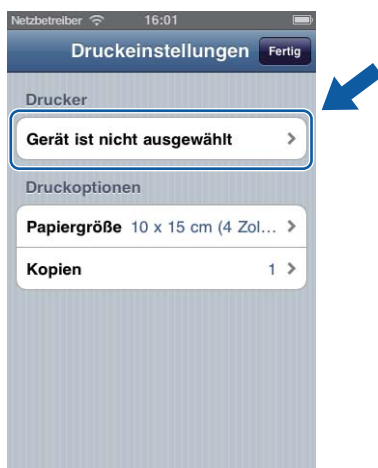 Netzbetreiber 16:01
Druckeinstellungen Fertig
Drucker
Gerät ist nicht ausgewählt
Druckoptionen
Papiergröße 10 x 15 cm (4 Zol...
Kopien 1